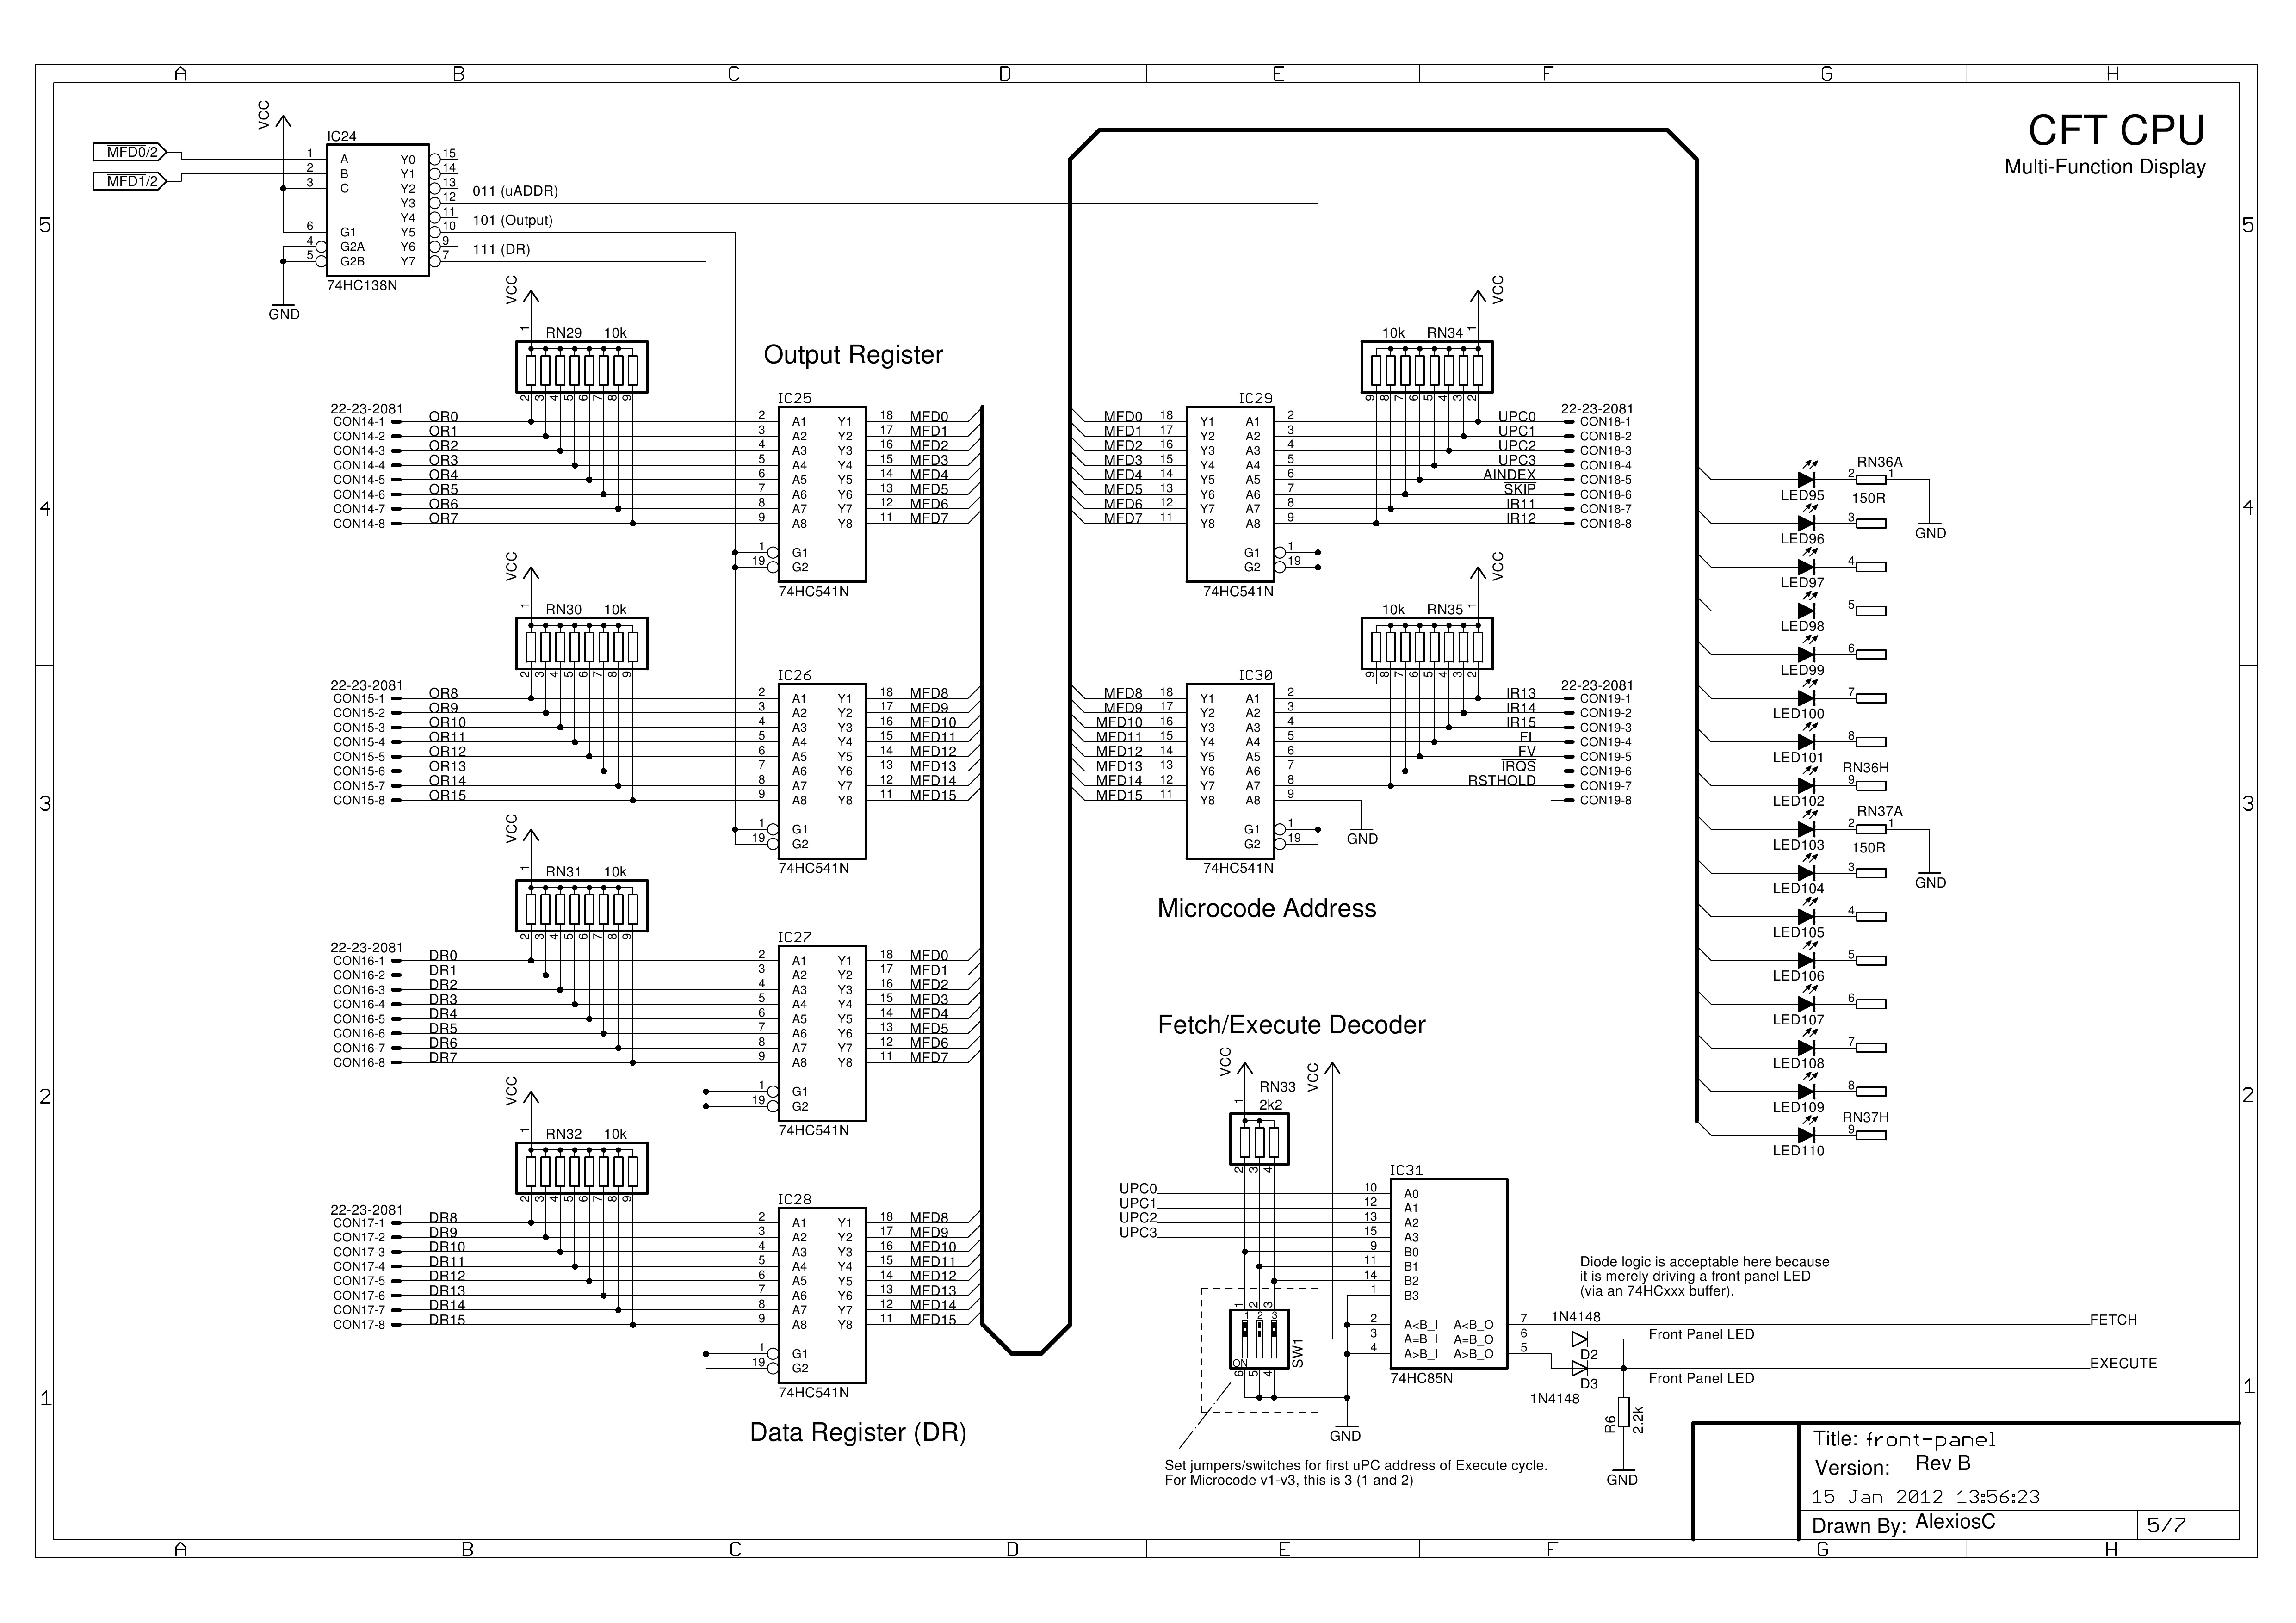 A B C D E F G H
CFT CPU
Multi-Function Display
5 4 3 2 1
5 4 3 2 1
MFD0/2
MFD1/2
VCC
IC24
1 A Y0 15
2 B Y1 14
3 C Y2 13
Y3 12
Y4 11
6 G1 Y5 10
4 G2A Y6 9
5 G2B Y7 7
74HC138N
GND
011 (uADDR)
101 (Output)
111 (DR)
Output Register
VCC
1
RN29 10k
2 3 4 5 6 7 8 9
22-23-2081
IC25
CON14-1 OR0 2 A1 Y1 18 MFD0
CON14-2 OR1 3 A2 Y2 17 MFD1
CON14-3 OR2 4 A3 Y3 16 MFD2
CON14-4 OR3 5 A4 Y4 15 MFD3
CON14-5 OR4 6 A5 Y5 14 MFD4
CON14-6 OR5 7 A6 Y6 13 MFD5
CON14-7 OR6 8 A7 Y7 12 MFD6
CON14-8 OR7 9 A8 Y8 11 MFD7
1 G1
19 G2
74HC541N
VCC
1
RN30 10k
2 3 4 5 6 7 8 9
22-23-2081
IC26
CON15-1 OR8 2 A1 Y1 18 MFD8
CON15-2 OR9 3 A2 Y2 17 MFD9
CON15-3 OR10 4 A3 Y3 16 MFD10
CON15-4 OR11 5 A4 Y4 15 MFD11
CON15-5 OR12 6 A5 Y5 14 MFD12
CON15-6 OR13 7 A6 Y6 13 MFD13
CON15-7 OR14 8 A7 Y7 12 MFD14
CON15-8 OR15 9 A8 Y8 11 MFD15
1 G1
19 G2
74HC541N
VCC
1
RN31 10k
2 3 4 5 6 7 8 9
22-23-2081
IC27
CON16-1 DR0 2 A1 Y1 18 MFD0
CON16-2 DR1 3 A2 Y2 17 MFD1
CON16-3 DR2 4 A3 Y3 16 MFD2
CON16-4 DR3 5 A4 Y4 15 MFD3
CON16-5 DR4 6 A5 Y5 14 MFD4
CON16-6 DR5 7 A6 Y6 13 MFD5
CON16-7 DR6 8 A7 Y7 12 MFD6
CON16-8 DR7 9 A8 Y8 11 MFD7
1 G1
19 G2
74HC541N
VCC
1
RN32 10k
2 3 4 5 6 7 8 9
22-23-2081
IC28
CON17-1 DR8 2 A1 Y1 18 MFD8
CON17-2 DR9 3 A2 Y2 17 MFD9
CON17-3 DR10 4 A3 Y3 16 MFD10
CON17-4 DR11 5 A4 Y4 15 MFD11
CON17-5 DR12 6 A5 Y5 14 MFD12
CON17-6 DR13 7 A6 Y6 13 MFD13
CON17-7 DR14 8 A7 Y7 12 MFD14
CON17-8 DR15 9 A8 Y8 11 MFD15
1 G1
19 G2
74HC541N
Data Register (DR)
VCC
1
10k RN34
9 8 7 6 5 4 3 2
IC29
22-23-2081
MFD0 18 Y1 A1 2 UPC0 CON18-1
MFD1 17 Y2 A2 3 UPC1 CON18-2
MFD2 16 Y3 A3 4 UPC2 CON18-3
MFD3 15 Y4 A4 5 UPC3 CON18-4
MFD4 14 Y5 A5 6 AINDEX CON18-5
MFD5 13 Y6 A6 7 SKIP CON18-6
MFD6 12 Y7 A7 8 IR11 CON18-7
MFD7 11 Y8 A8 9 IR12 CON18-8
G1 1
G2 19
74HC541N
VCC
1
10k RN35
9 8 7 6 5 4 3 2
IC30
22-23-2081
MFD8 18 Y1 A1 2 IR13 CON19-1
MFD9 17 Y2 A2 3 IR14 CON19-2
MFD10 16 Y3 A3 4 IR15 CON19-3
MFD11 15 Y4 A4 5 FL CON19-4
MFD12 14 Y5 A5 6 FV CON19-5
MFD13 13 Y6 A6 7 IRQS CON19-6
MFD14 12 Y7 A7 8 RSTHOLD CON19-7
MFD15 11 Y8 A8 9 CON19-8
G1 1
G2 19
GND
74HC541N
Microcode Address
Fetch/Execute Decoder
VCC
VCC
1
RN33
2k2
2 3 4
IC31
UPC0 10 A0
UPC1 12 A1
UPC2 13 A2
UPC3 15 A3
9 B0
11 B1
14 B2
1 B3
2 A<B_I A<B_O 7
3 A=B_I A=B_O 6
4 A>B_I A>B_O 5
74HC85N
1 2 3
1 2 3
ON
SW1
6 5 4
GND
Set jumpers/switches for first uPC address of Execute cycle.
For Microcode v1-v3, this is 3 (1 and 2)
Diode logic is acceptable here because
it is merely driving a front panel LED
(via an 74HCxxx buffer).
1N4148
D2
D3
1N4148
FETCH
Front Panel LED
EXECUTE
Front Panel LED
R6
2.2k
GND
LED95 2 RN36A 1
150R
GND
LED96 3
LED97 4
LED98 5
LED99 6
LED100 7
LED101 8
LED102 9 RN36H
LED103 2 RN37A 1
150R
GND
LED104 3
LED105 4
LED106 5
LED107 6
LED108 7
LED109 8
LED110 9 RN37H
Title: front-panel
Version: Rev B
15 Jan 2012 13:56:23
Drawn By: AlexiosC 5/7
A B C D E F G H